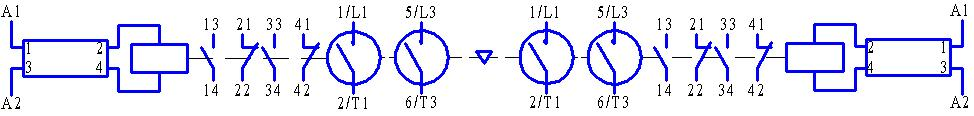 A1 13 21 33 41 1/L1 5/L3 1/L1 5/L3 13 21 33 41 A1
1 2 2 1
3 4 4 3
A2 14 22 34 42 2/T1 6/T3 2/T1 6/T3 14 22 34 42 A2